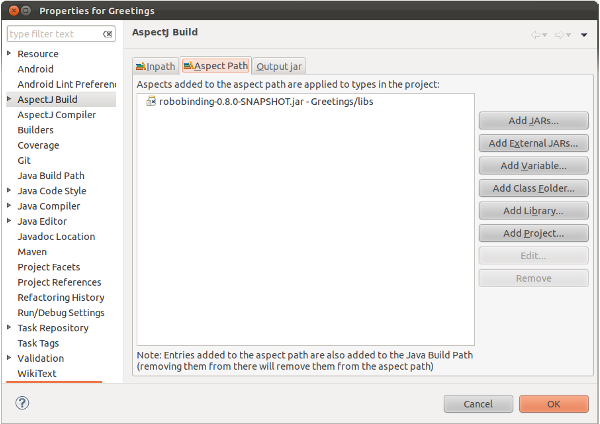 Properties for Greetings
type filter text
Resource
Android
Android Lint Preferen
AspectJ Build
AspectJ Compiler
Builders
Coverage
Git
Java Build Path
Java Code Style
Java Compiler
Java Editor
Javadoc Location
Maven
Project Facets
Project References
Refactoring History
Run/Debug Settings
Task Repository
Task Tags
Validation
WikiText
AspectJ Build
Inpath
Aspect Path
Output jar
Aspects added to the aspect path are applied to types in the project:
robobinding-0.8.0-SNAPSHOT.jar - Greetings/libs
Add JARs...
Add External JARs...
Add Variable...
Add Class Folder...
Add Library...
Add Project...
Edit...
Remove
Note: Entries added to the aspect path are also added to the Java Build Path
(removing them from there will remove them from the aspect path)
?
Cancel
OK